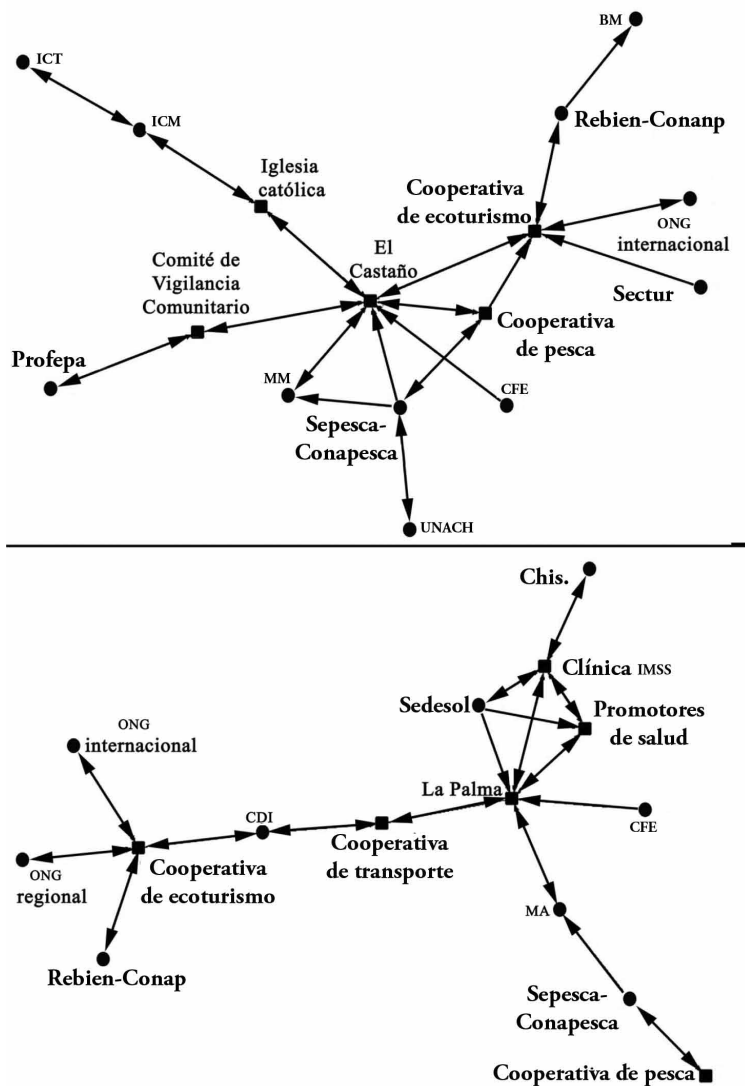 BM
ICT
ICM
Rebien-Conanp
Iglesia
católica
Cooperativa
de ecoturismo
ONG
internacional
El
Castaño
Comité de
Vigilancia
Comunitario
Sectur
Cooperativa
de pesca
Profepa
MM
CFE
Sepesca-
Conapesca
UNACH
Chis.
Clínica IMSS
Sedesol
Promotores
de salud
ONG
internacional
La Palma
CFE
CDI
Cooperativa
de transporte
Cooperativa
de ecoturismo
ONG
regional
MA
Rebien-Conap
Sepesca-
Conapesca
Cooperativa de pesca